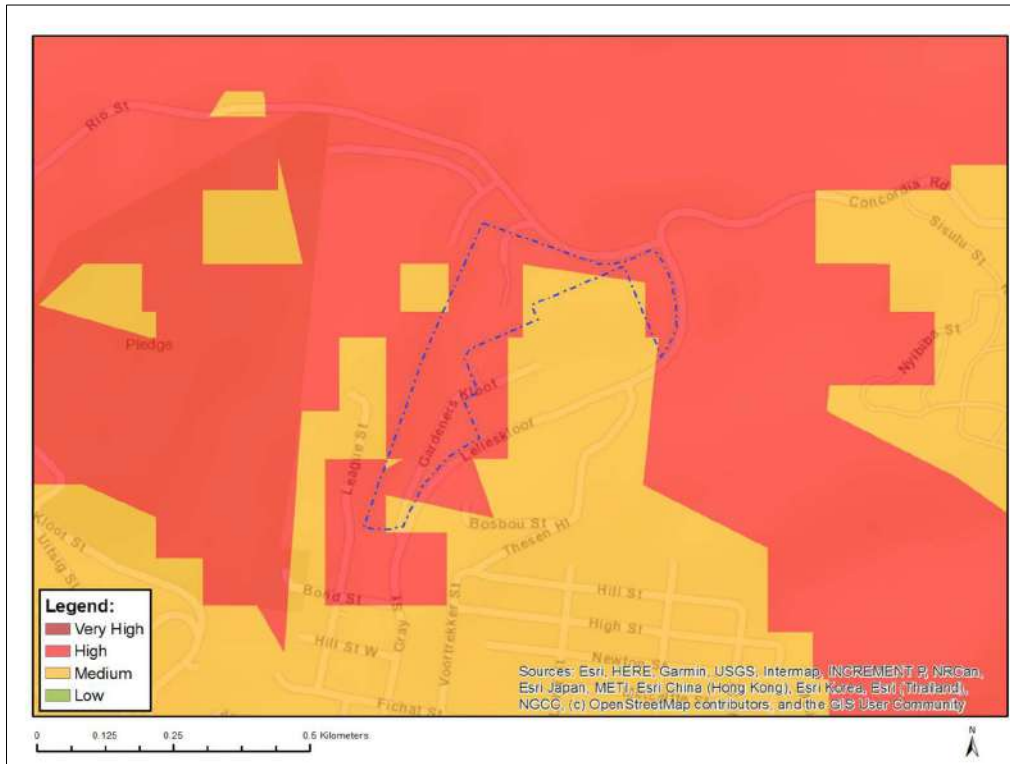 Rio St
Concordia Rd
Sisulu St
Nyibiba St
Pledge
Gardeners Kloof
Lelieskloof
League St
Bosbou St
Thesen Hl
Kloof St
Uitsig St
Bond St
Gray St
Voortrekker St
Hill St
High St
Hill St W
Newton St
Fichat St
Legend:
Very High
High
Medium
Low
Sources: Esri, HERE, Garmin, USGS, Intermap, INCREMENT P, NRCan,
Esri Japan, METI, Esri China (Hong Kong), Esri Korea, Esri (Thailand),
NGCC, (c) OpenStreetMap contributors, and the GIS User Community
0 0.125 0.25 0.5 Kilometers
N